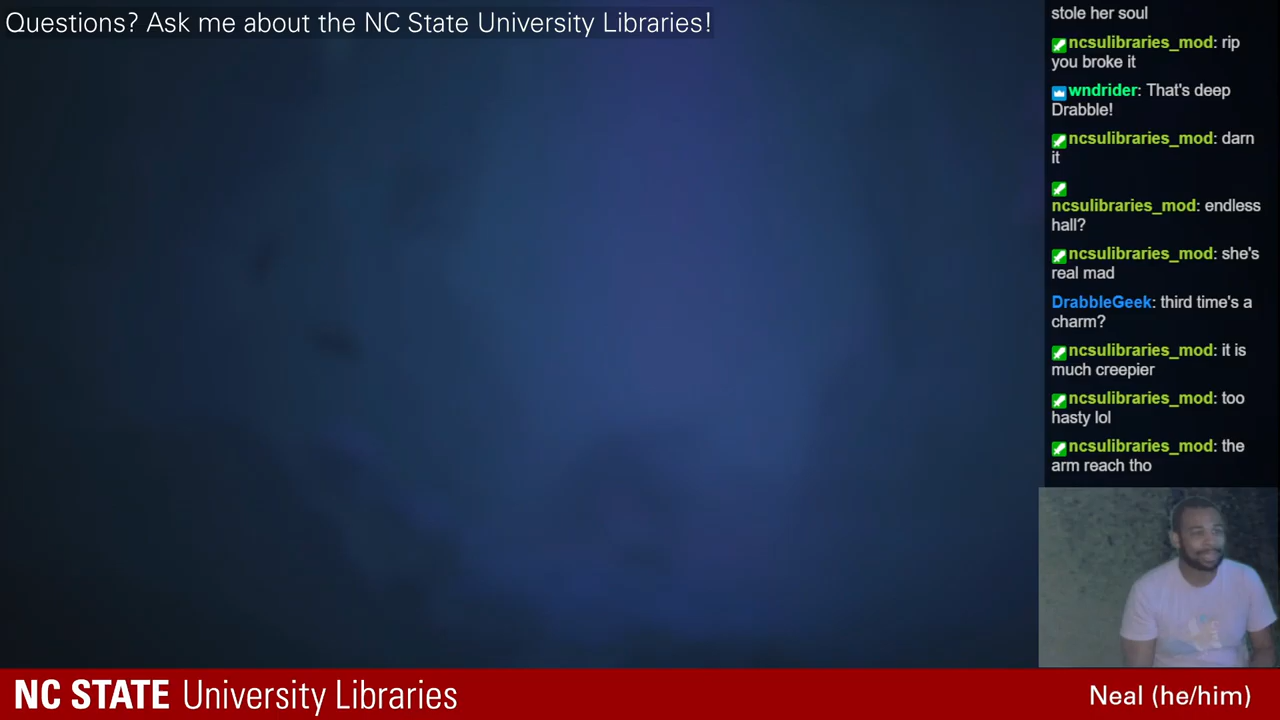 Questions? Ask me about the NC State University Libraries!
stole her soul
ncsulibraries_mod: rip
you broke it
wndrider: That's deep
Drabble!
ncsulibraries_mod: darn
it
ncsulibraries_mod: endless
hall?
ncsulibraries_mod: she's
real mad
DrabbleGeek: third time's a
charm?
ncsulibraries_mod: it is
much creepier
ncsulibraries_mod: too
hasty lol
ncsulibraries_mod: the
arm reach tho
NC STATE University Libraries
Neal (he/him)